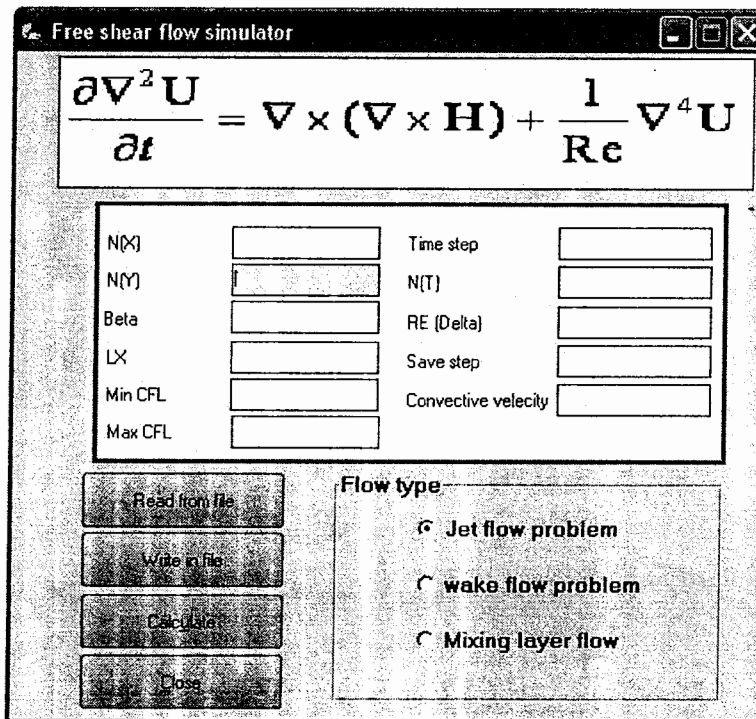 Free shear flow simulator
∂∇²U/∂t = ∇ × (∇ × H) + 1/Re ∇⁴U
N(X)
N(Y)
Beta
LX
Min CFL
Max CFL
Time step
N(T)
RE (Delta)
Save step
Convective velecity
Read from file
Write in file
Calculate
Close
Flow type
Jet flow problem
wake flow problem
Mixing layer flow